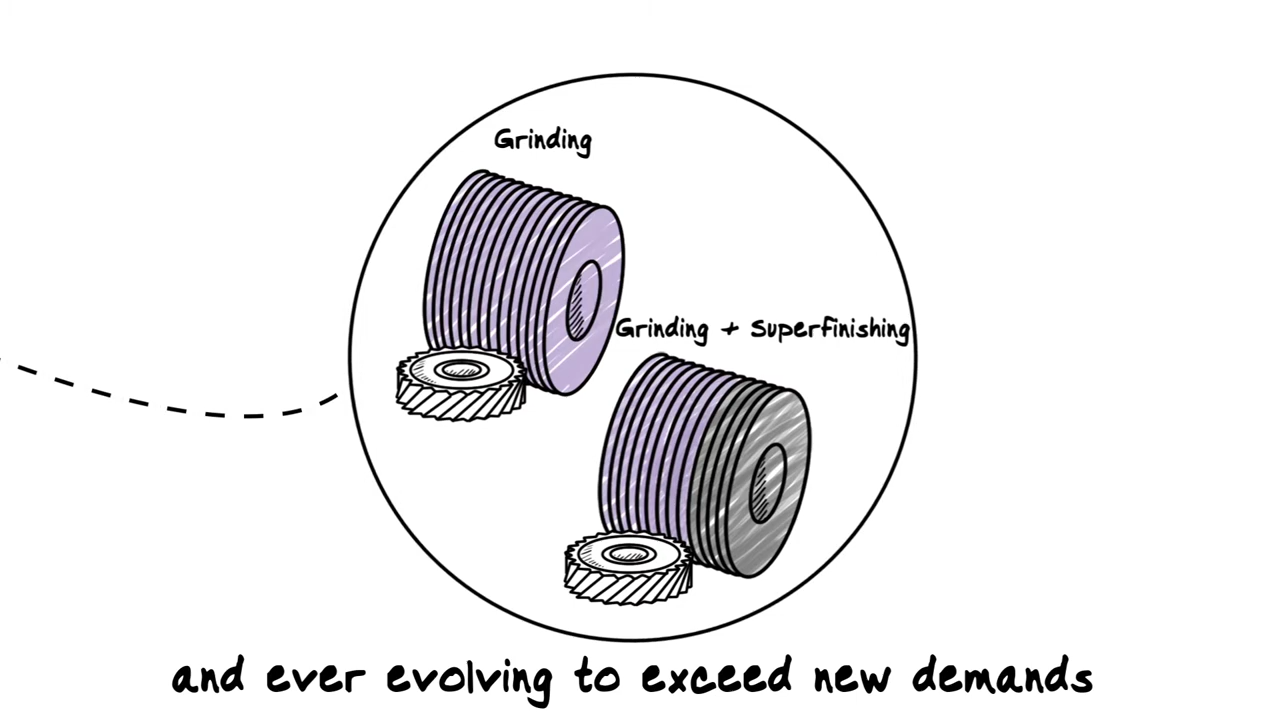 Grinding
Grinding + Superfinishing
and ever evolving to exceed new demands